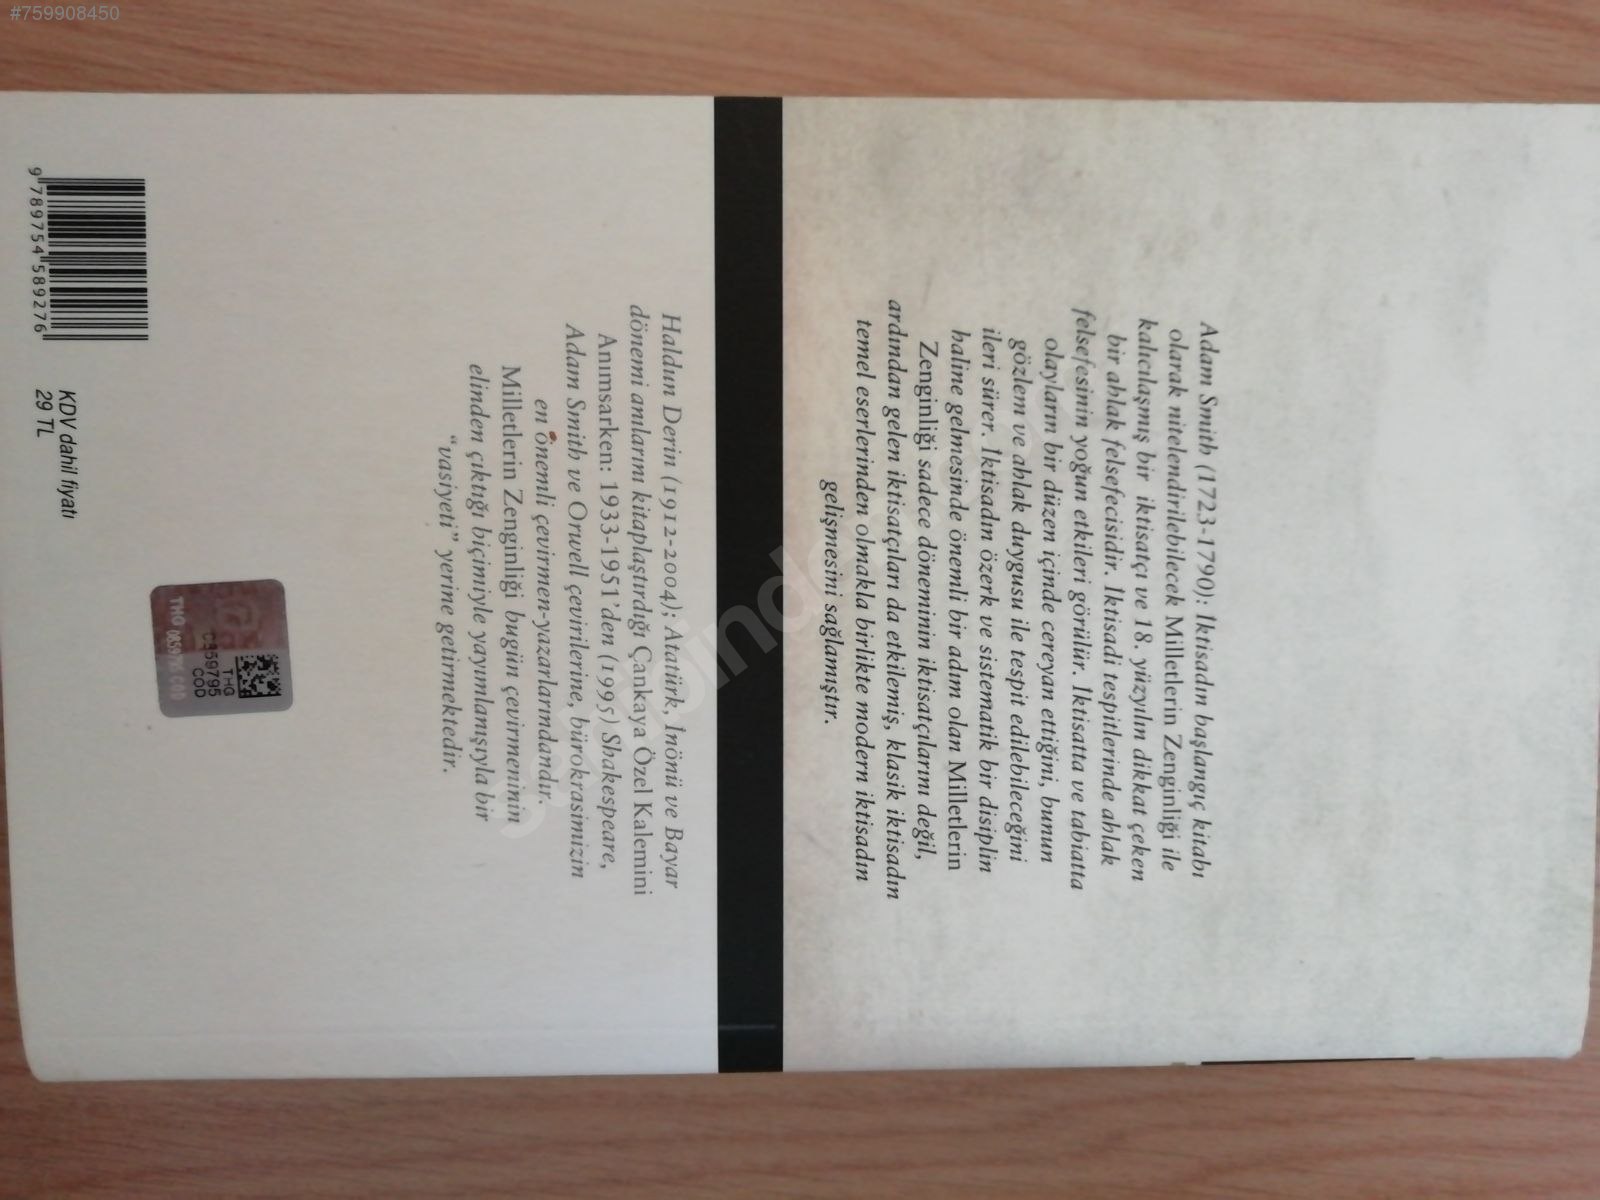 #759908450
Adam Smith (1723-1790): İktisadın başlangıç kitabı
olarak nitelendirilebilecek Milletlerin Zenginliği ile
kalıcılaşmış bir iktisatçı ve 18. yüzyılın dikkat çeken
bir ahlak felsefecisidir. İktisadi tespitlerinde ahlak
felsefesinin yoğun etkileri görülür. İktisatta ve tabiatta
olayların bir düzen içinde cereyan ettiğini, bunun
gözlem ve ahlak duygusu ile tespit edilebileceğini
ileri sürer. İktisadın özerk ve sistematik bir disiplin
haline gelmesinde önemli bir adım olan Milletlerin
Zenginliği sadece döneminin iktisatçılarını değil,
ardından gelen iktisatçıları da etkilemiş, klasik iktisadın
temel eserlerinden olmakla birlikte modern iktisadın
gelişmesini sağlamıştır.
Haldun Derin (1912-2004); Atatürk, İnönü ve Bayar
dönemi anılarını kitaplaştırdığı Çankaya Özel Kalemini
Anımsarken: 1933-1951'den (1995) Shakespeare,
Adam Smith ve Orwell çevirilerine, bürokrasimizin
en önemli çevirmen-yazarlarındandır.
Milletlerin Zenginliği bugün çevirmeninin
elinden çıktığı biçimiyle yayımlanışıyla bir
"vasiyeti" yerine getirmektedir.
THG
C859795
COD
THG COD
9 789754 589276
KDV dahil fiyatı
29 TL
sahibinden.com